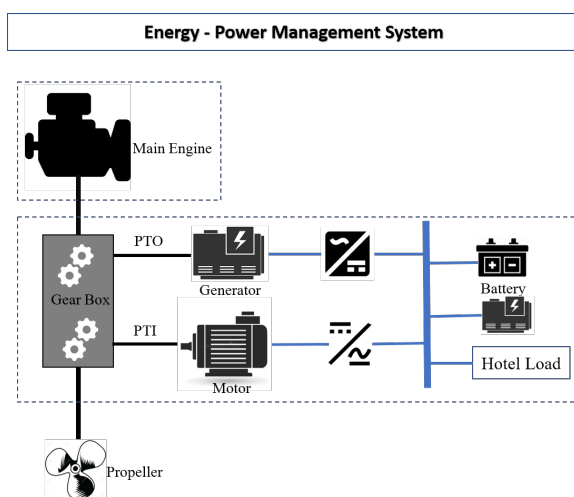 Energy - Power Management System
Main Engine
PTO
Generator
Gear Box
Battery
PTI
Hotel Load
Motor
Propeller